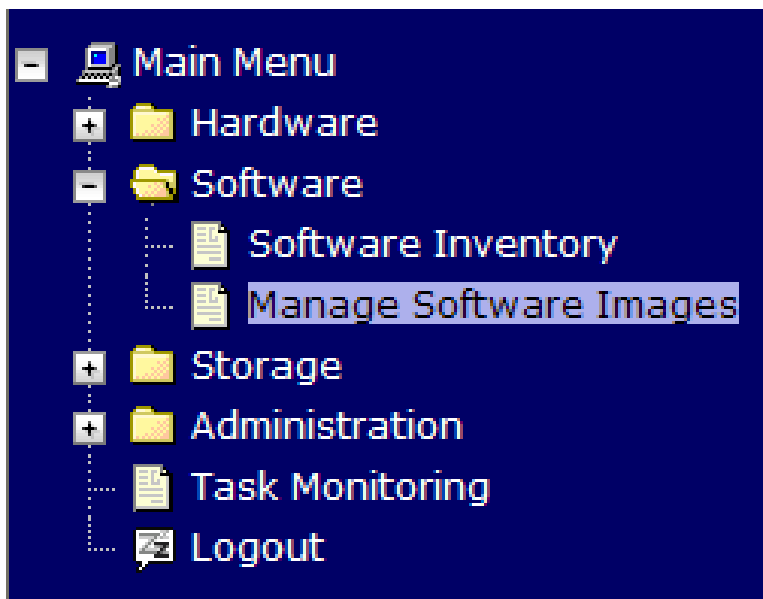 Main Menu
Hardware
Software
Software Inventory
Manage Software Images
Storage
Administration
Task Monitoring
Logout